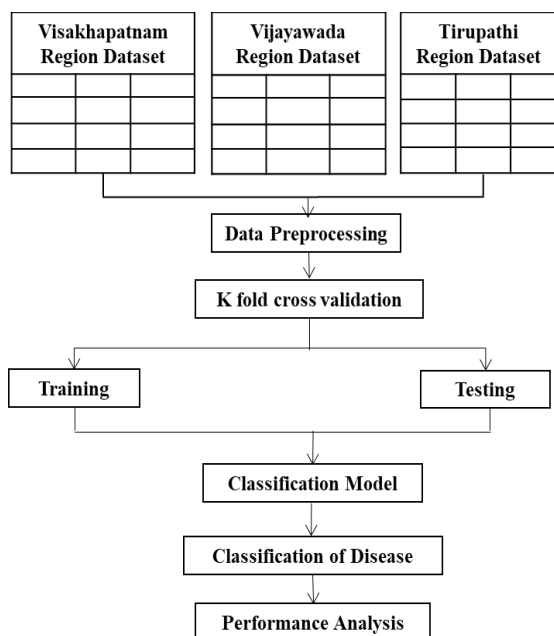 Visakhapatnam
Region Dataset
Vijayawada
Region Dataset
Tirupathi
Region Dataset
Data Preprocessing
K fold cross validation
Training
Testing
Classification Model
Classification of Disease
Performance Analysis